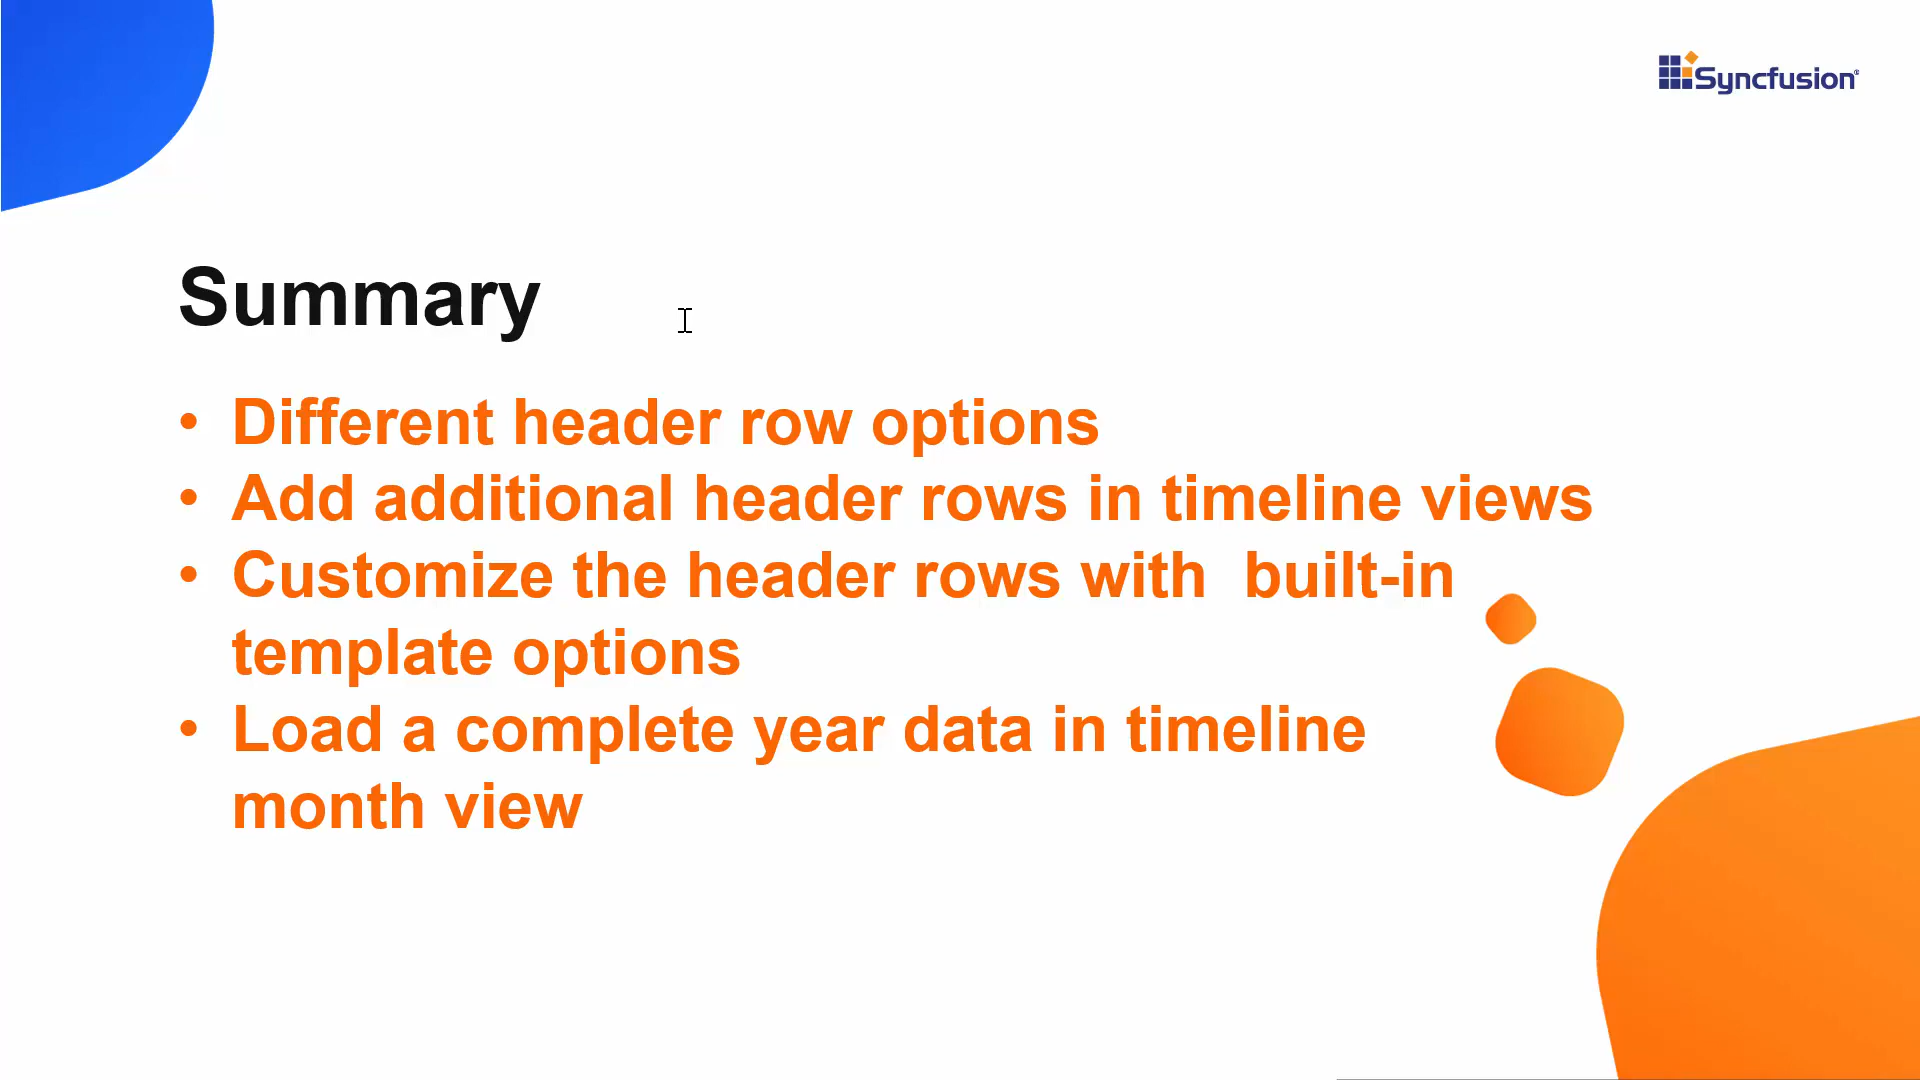 Syncfusion®
Summary
• Different header row options
• Add additional header rows in timeline views
• Customize the header rows with  built-in
template options
• Load a complete year data in timeline
month view